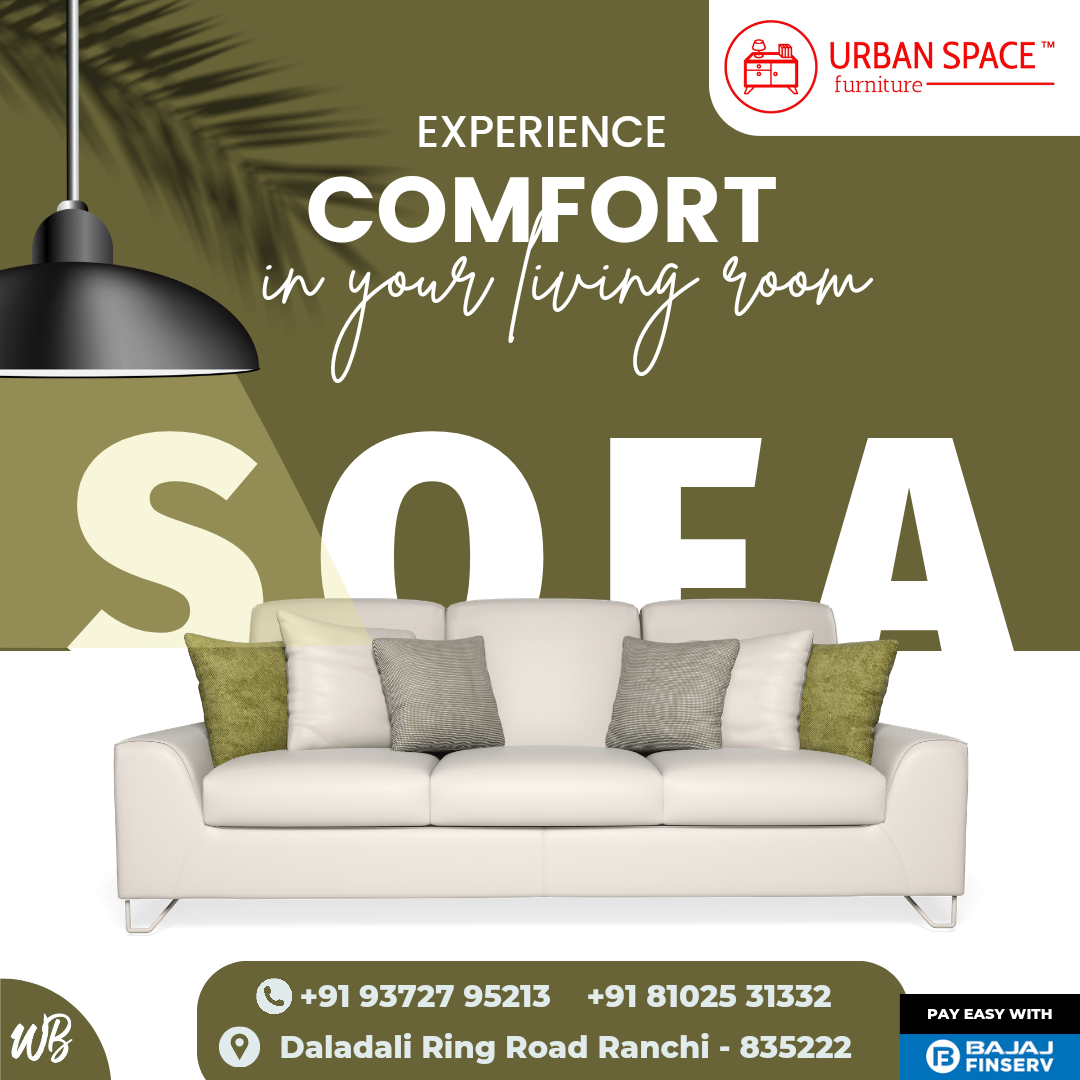 URBAN SPACE™
furniture
EXPERIENCE
COMFORT
in your living room
SOFA
+91 93727 95213 +91 81025 31332
Daladali Ring Road Ranchi - 835222
WB
PAY EASY WITH
B BAJAJ
FINSERV